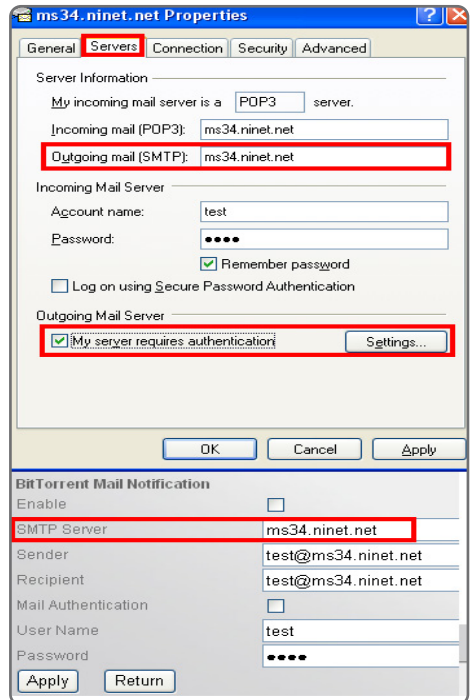 ms34.ninet.net Properties
General Servers Connection Security Advanced
Server Information
My incoming mail server is a POP3 server.
Incoming mail (POP3): ms34.ninet.net
Outgoing mail (SMTP): ms34.ninet.net
Incoming Mail Server
Account name: test
Password: ●●●●
Remember password
Log on using Secure Password Authentication
Outgoing Mail Server
My server requires authentication Settings...
OK Cancel Apply
BitTorrent Mail Notification
Enable
SMTP Server ms34.ninet.net
Sender test@ms34.ninet.net
Recipient test@ms34.ninet.net
Mail Authentication
User Name test
Password ●●●●
Apply Return